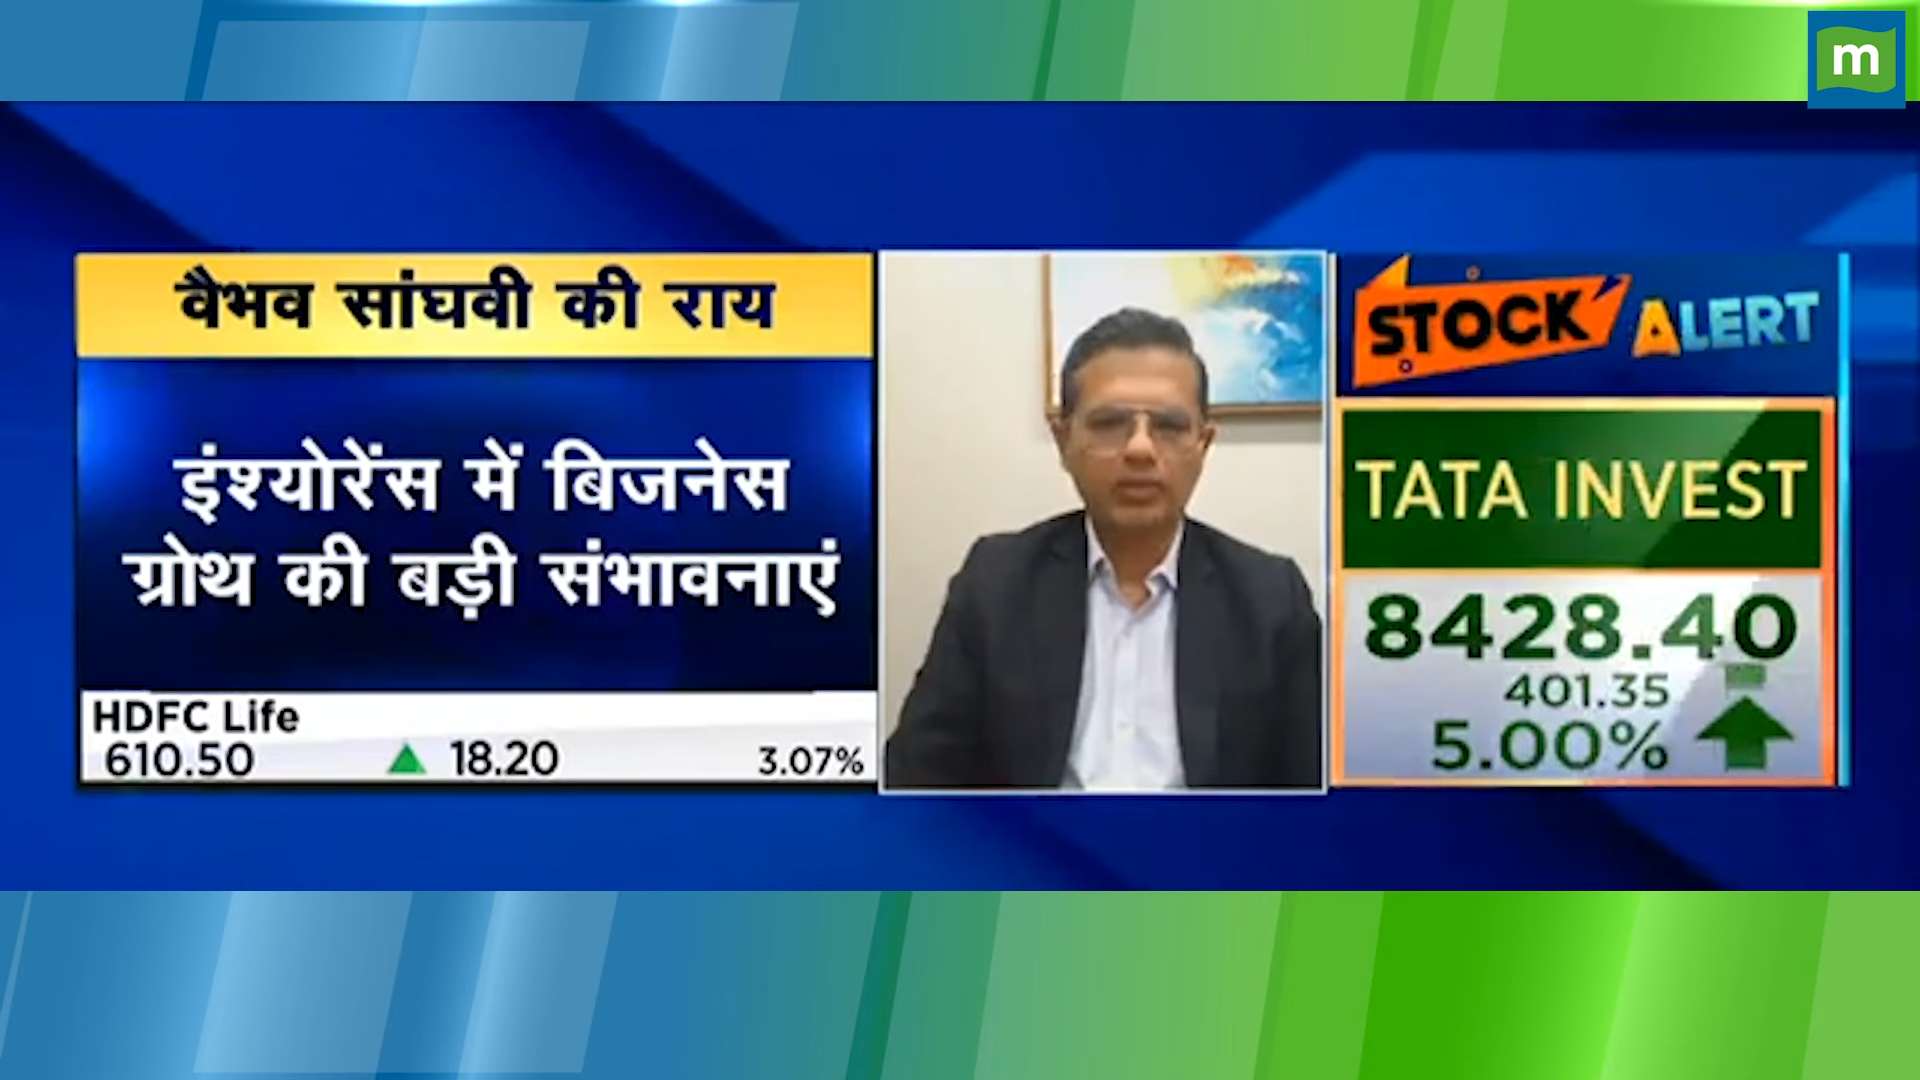 m
वैभव सांघवी की राय
इंश्योरेंस में बिजनेस
ग्रोथ की बड़ी संभावनाएं
HDFC Life
610.50 ▲ 18.20 3.07%
STOCK ALERT
TATA INVEST
8428.40
401.35
5.00%